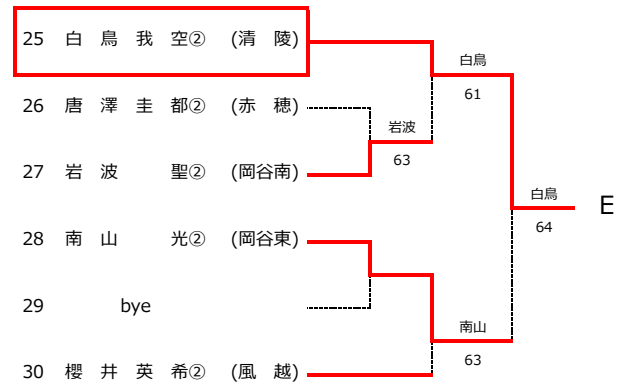 25 白 鳥 我 空② (清 陵)
白鳥
61
26 唐 澤 圭 都② (赤 穂)
岩波
63
27 岩 波 聖② (岡谷南)
白鳥
64
E
28 南 山 光② (岡谷東)
29 bye
南山
63
30 櫻 井 英 希② (風 越)